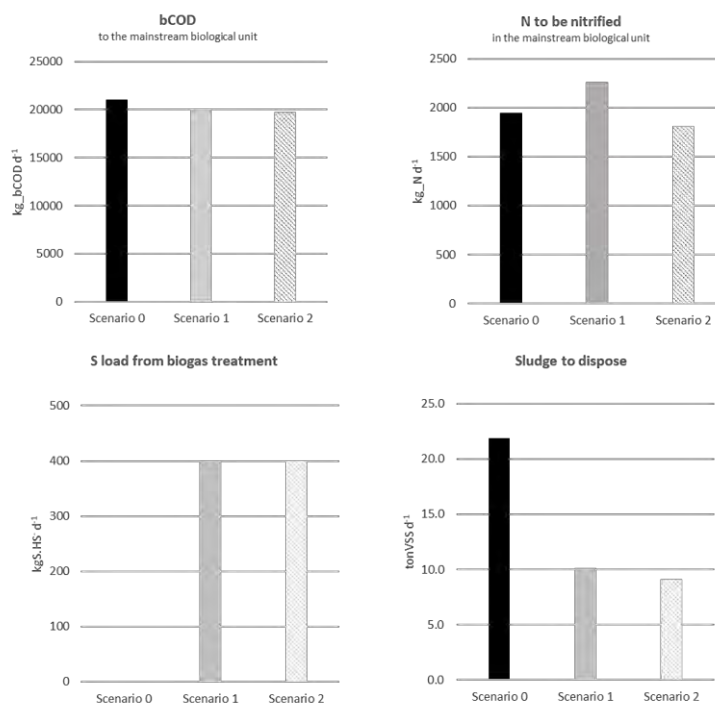 bCOD
to the mainstream biological unit
kg_bCOD d-1
25000
20000
15000
10000
5000
0
Scenario 0 Scenario 1 Scenario 2
N to be nitrified
in the mainstream biological unit
kg_N d-1
2500
2000
1500
1000
500
0
Scenario 0 Scenario 1 Scenario 2
S load from biogas treatment
kgS.HS- d-1
500
400
300
200
100
0
Scenario 0 Scenario 1 Scenario 2
Sludge to dispose
tonVSS d-1
25.0
20.0
15.0
10.0
5.0
0.0
Scenario 0 Scenario 1 Scenario 2